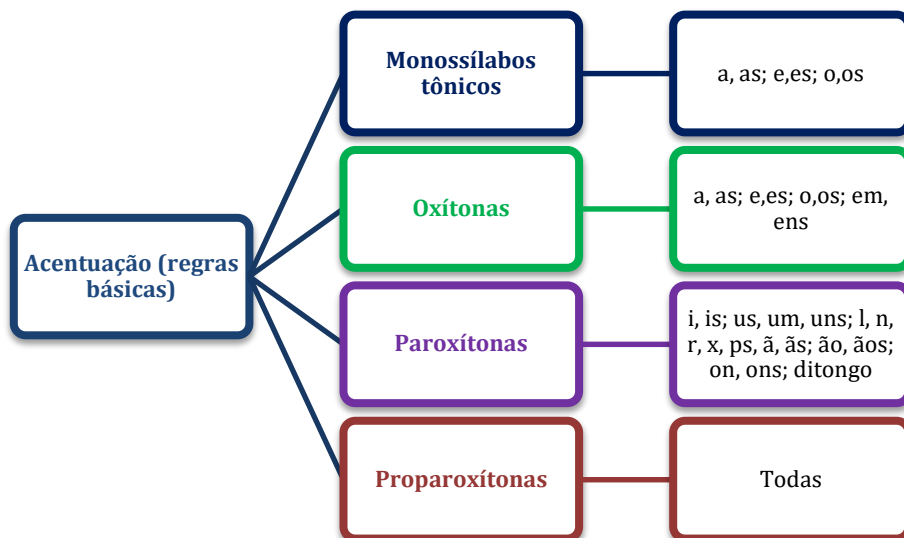 Acentuação (regras
básicas)
Monossílabos
tônicos
a, as; e,es; o,os
Oxítonas
a, as; e,es; o,os; em,
ens
Paroxítonas
i, is; us, um, uns; l, n,
r, x, ps, ã, ãs; ão, ãos;
on, ons; ditongo
Proparoxítonas
Todas